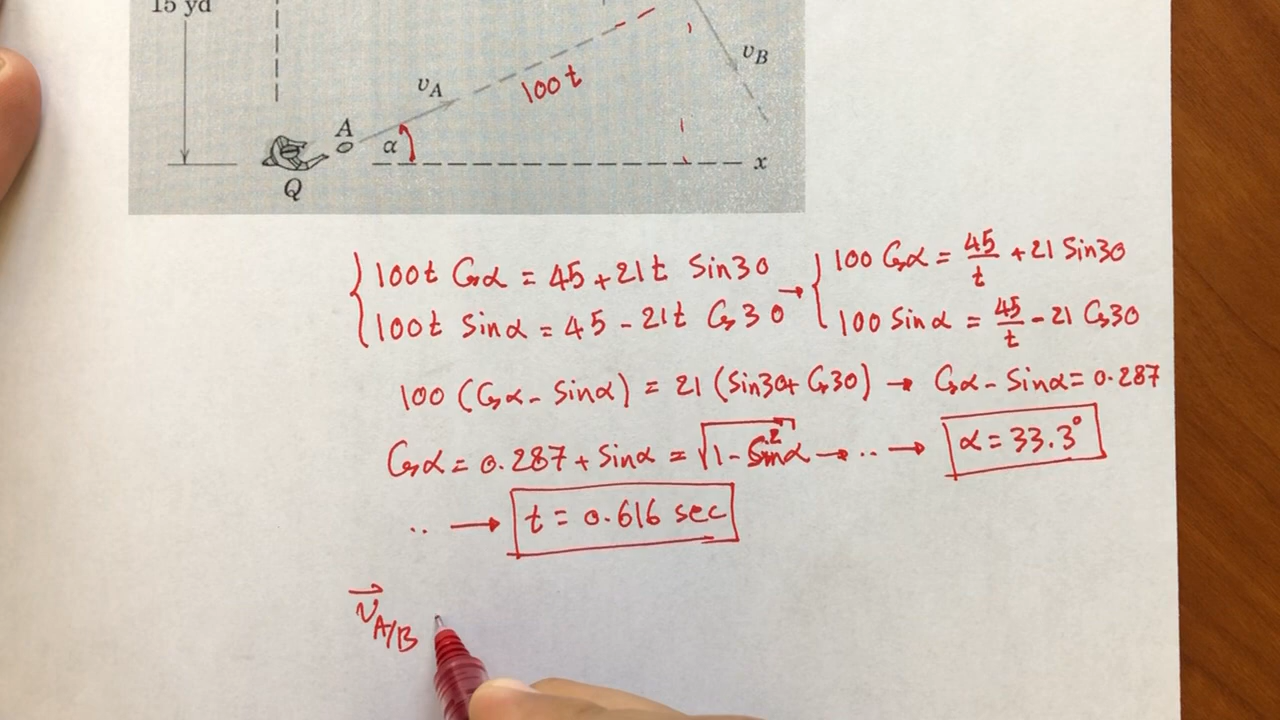 15 yd
v_B
v_A
100 t
A
α
x
Q
100t Cosα = 45 + 21t Sin30 → 100 Cosα = 45/t + 21 Sin30
100t Sinα = 45 - 21t Cos30 100 Sinα = 45/t - 21 Cos30
100 (Cosα - Sinα) = 21 (Sin30 + Cos30) → Cosα - Sinα = 0.287
Cosα = 0.287 + Sinα = √(1 - Sin²α) → .. → α = 33.3°
.. → t = 0.616 sec
v⃗_A/B